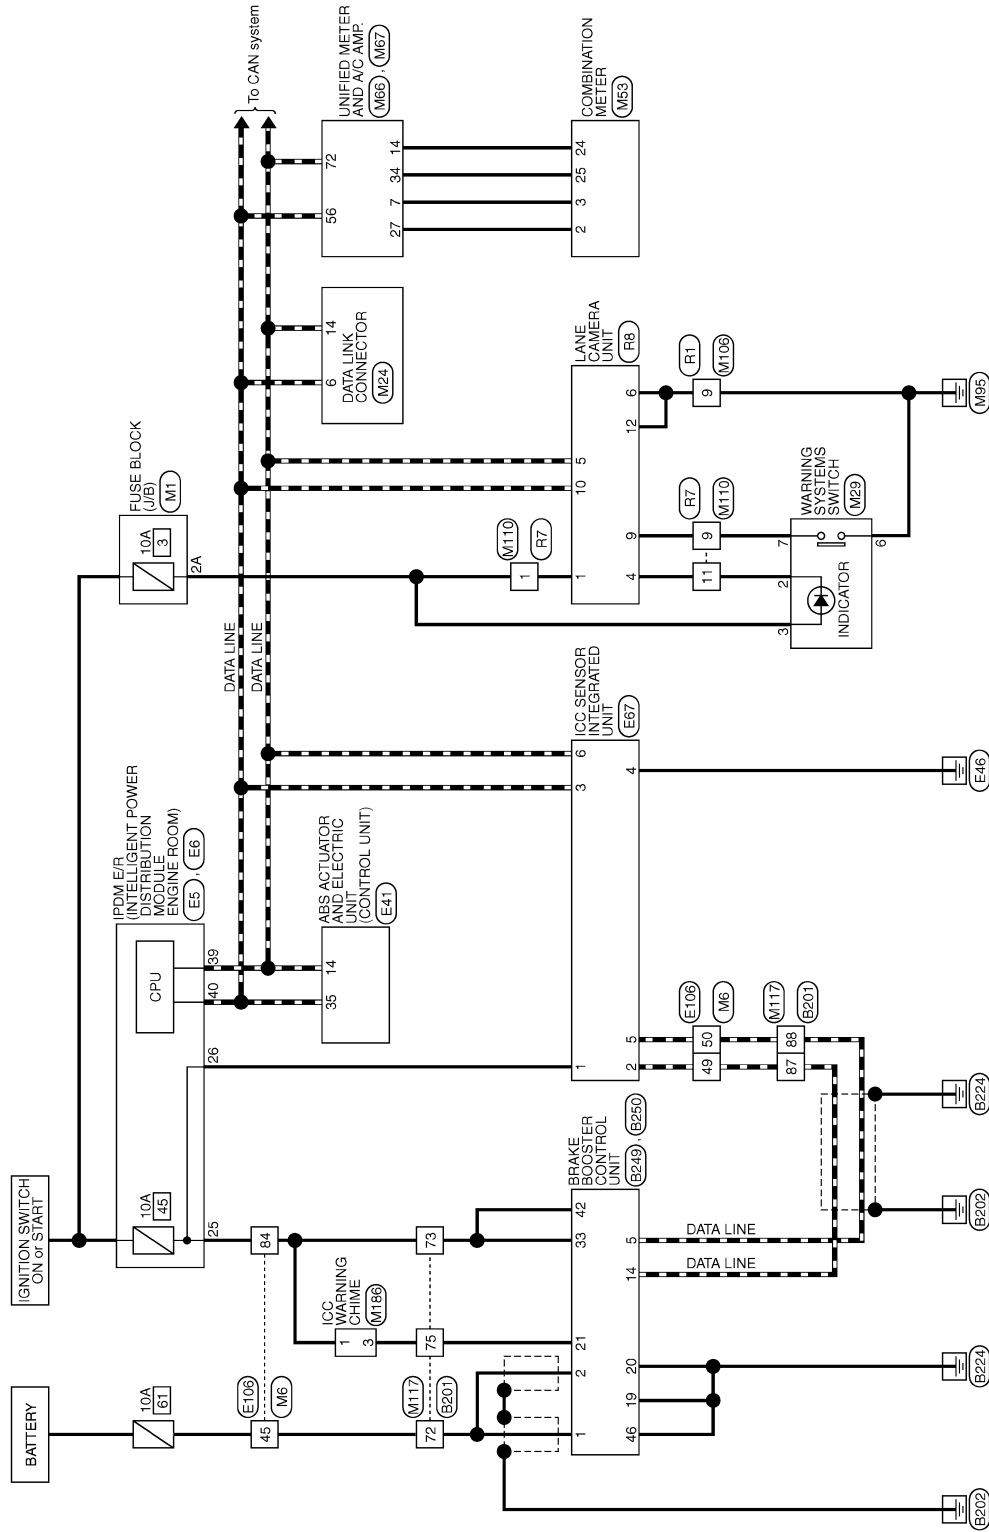 BATTERY
10A
61
E106
M6
45
M117
B201
72
IGNITION SWITCH
ON or START
IPDM E/R
(INTELLIGENT POWER
DISTRIBUTION
MODULE
ENGINE ROOM)
E5 , E6
10A
45
CPU
25
26
40
39
84
73
ICC
WARNING
CHIME
M186
1
3
75
FUSE BLOCK
(J/B)
M1
10A
3
2A
DATA LINE
DATA LINE
To CAN system
ABS ACTUATOR
AND ELECTRIC
UNIT
(CONTROL UNIT)
E41
35
14
DATA LINK
CONNECTOR
M24
6
14
UNIFIED METER
AND A/C AMP.
M66 , M67
56
72
27
7
34
14
COMBINATION
METER
M53
2
3
25
24
BRAKE
BOOSTER
CONTROL
UNIT
B249 , B250
1
2
21
33
42
46
19
20
14
5
DATA LINE
DATA LINE
ICC SENSOR
INTEGRATED
UNIT
E67
1
3
6
2
5
4
E106
M6
49
50
M117
B201
87
88
M110
R7
1
LANE
CAMERA
UNIT
R8
1
10
5
4
9
12
6
R7
M110
11
9
R1
M106
9
WARNING
SYSTEMS
SWITCH
M29
3
2
7
6
INDICATOR
B202
B224
B202
B224
E46
M95